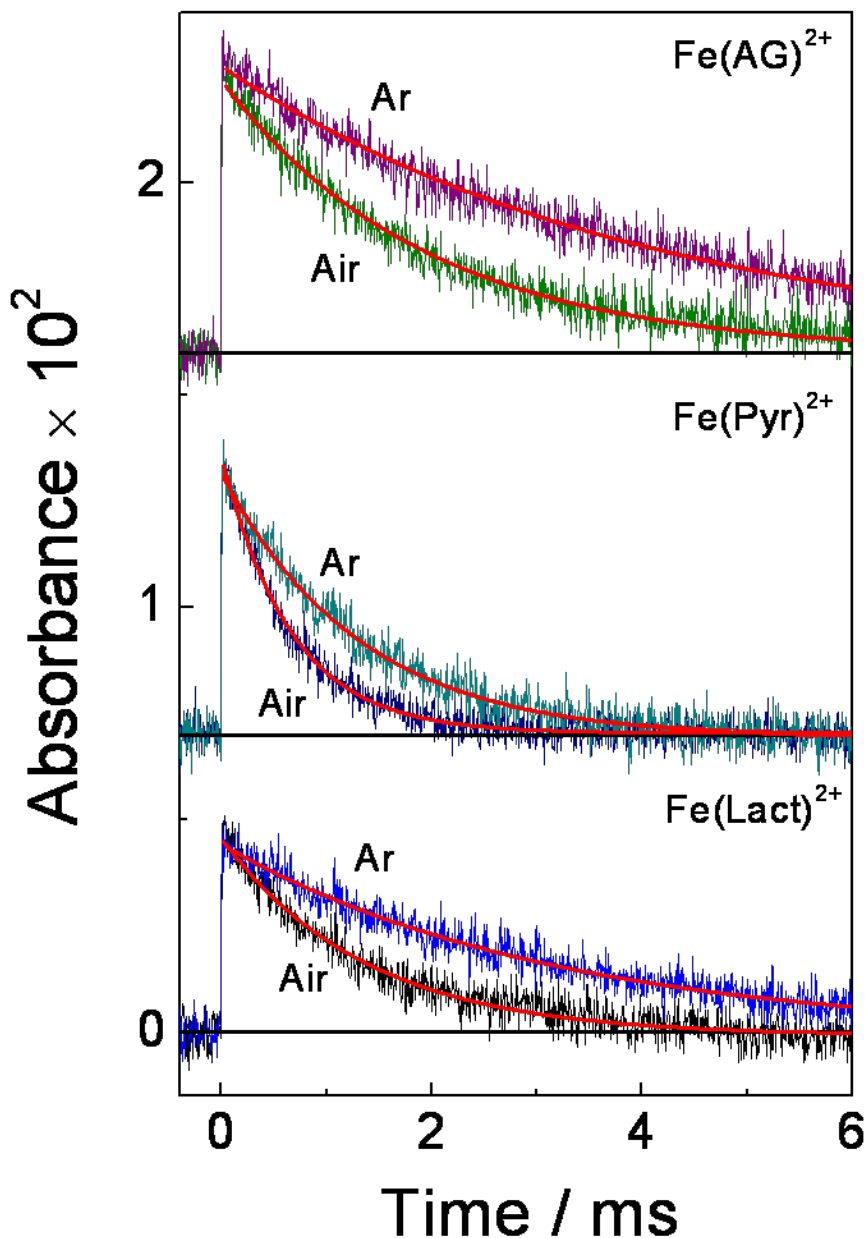 Fe(AG)²⁺
Ar
2
Air
Fe(Pyr)²⁺
Ar
1
Air
Fe(Lact)²⁺
Ar
Air
0
0 2 4 6
Time / ms
Absorbance × 10²